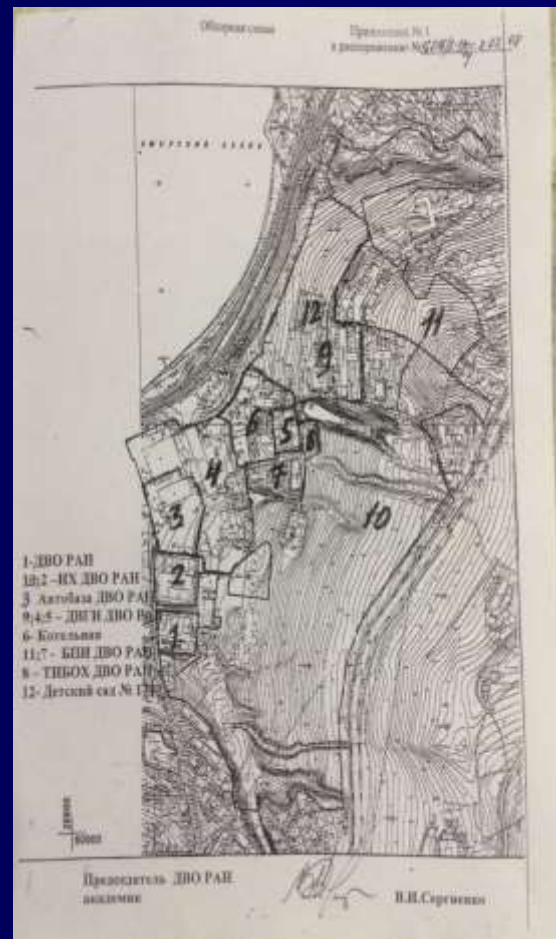 Обзорная схема
Приложение № 1
к распоряжению №
АМУРСКИЙ ЗАЛИВ
12
11
9
6
5
8
4
7
3
10
2
1
1-ДВО РАН
10;2 -ИХ ДВО РАН
3 Автобаза ДВО РАН
9;4;5 - ДВГИ ДВО
6- Котельная
11;7 - БПИ ДВО РАН
8 - ТИБОХ ДВО РАН
12- Детский сад №
Председатель ДВО РАН
академик
В.И.Сергиенко